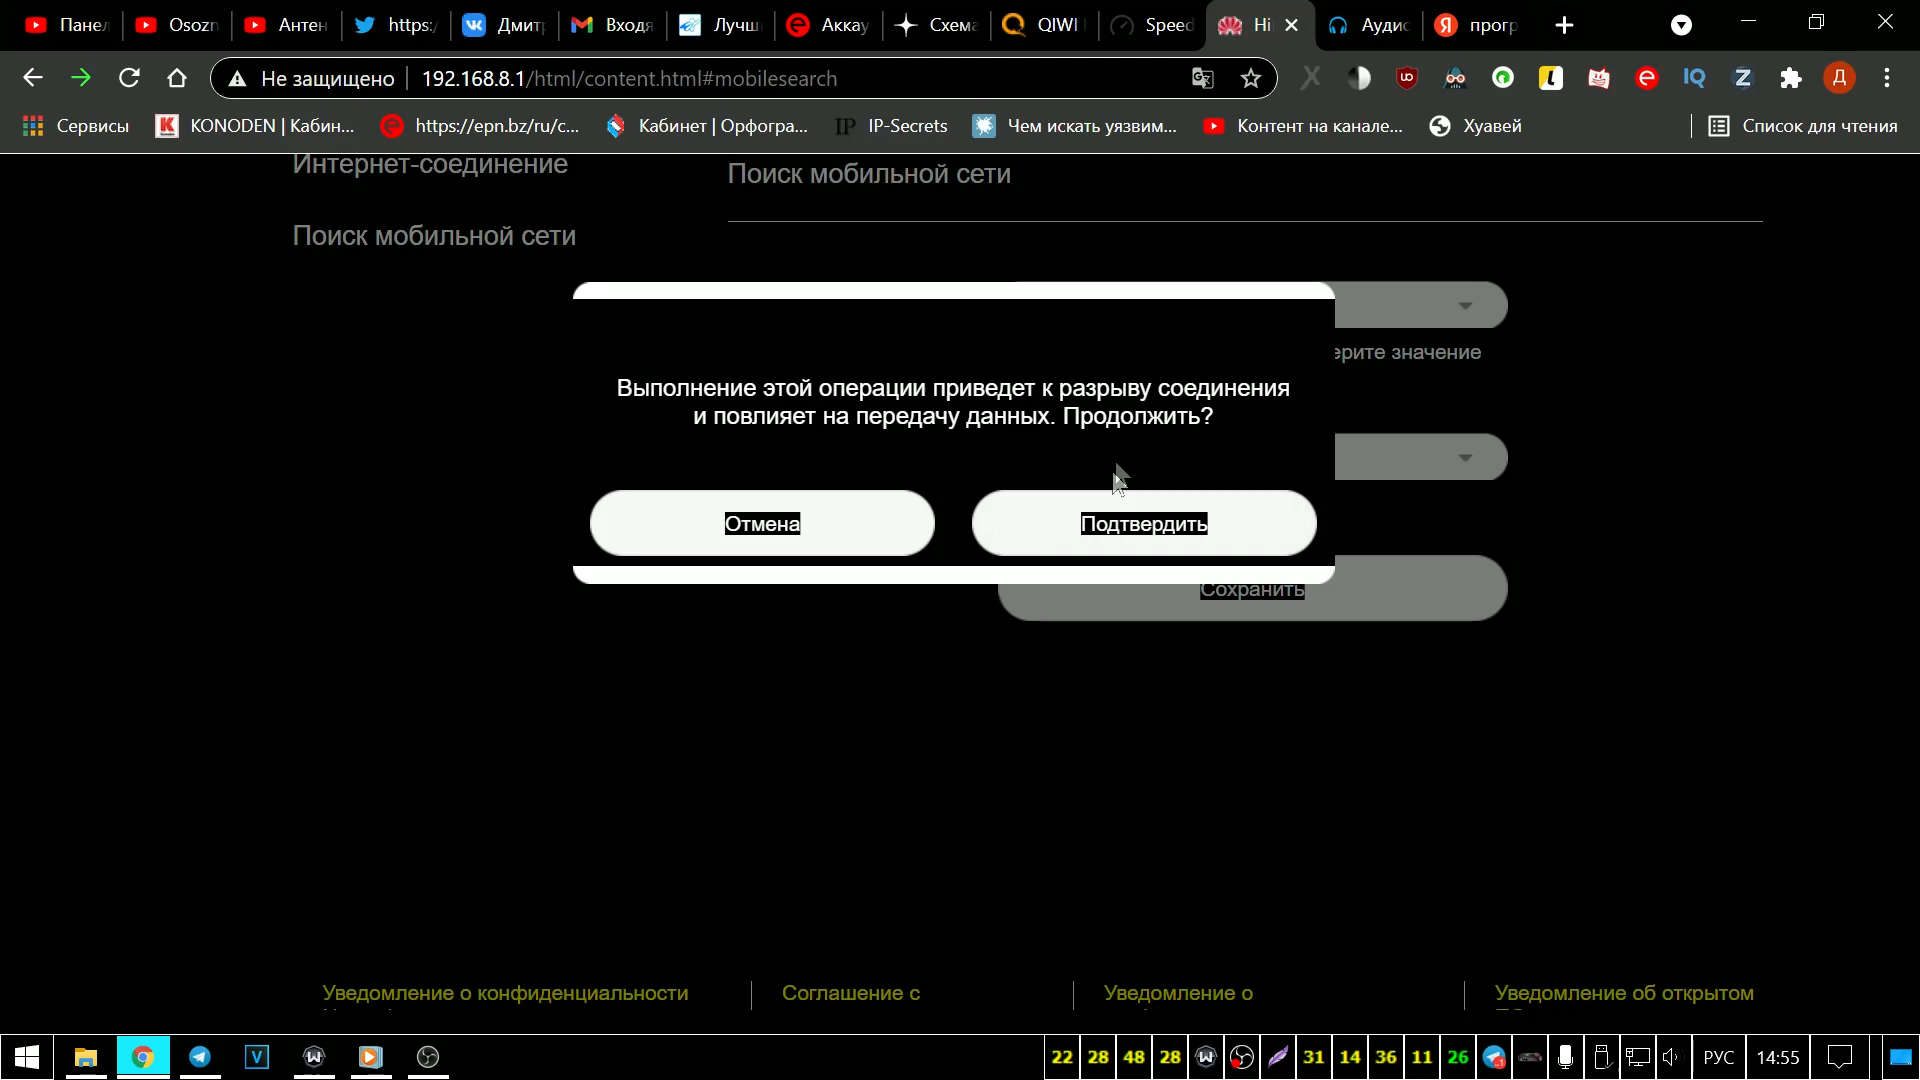 Панел
Osozn
Антен
https:/
Дмитр
Входя
Лучш
Аккау
Схема
QIWI
Speed
Hi
Аудис
прогр
Не защищено
192.168.8.1/html/content.html#mobilesearch
Сервисы
KONODEN | Кабин...
https://epn.bz/ru/c...
Кабинет | Орфогра...
IP-Secrets
Чем искать уязвим...
Контент на канале...
Хуавей
Список для чтения
Интернет-соединение
Поиск мобильной сети
Поиск мобильной сети
ерите значение
Выполнение этой операции приведет к разрыву соединения
и повлияет на передачу данных. Продолжить?
Отмена
Подтвердить
Сохранить
Уведомление о конфиденциальности
Соглашение с
Уведомление о
Уведомление об открытом
22 28 48 28 31 14 36 11 26 РУС 14:55